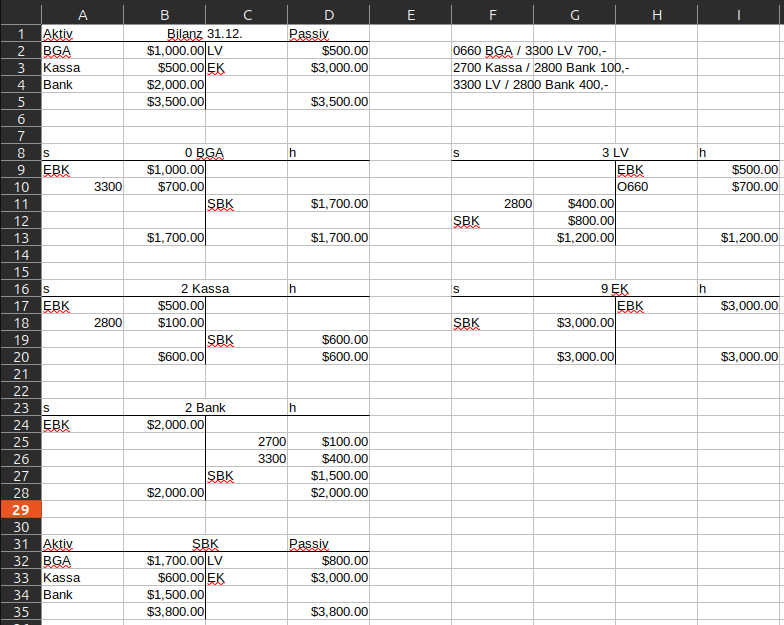 A B C D E F G H I
1 Aktiv Bilanz 31.12. Passiv
2 BGA $1,000.00 LV $500.00 0660 BGA / 3300 LV 700,-
3 Kassa $500.00 EK $3,000.00 2700 Kassa / 2800 Bank 100,-
4 Bank $2,000.00 3300 LV / 2800 Bank 400,-
5 $3,500.00 $3,500.00
6
7
8 s 0 BGA h s 3 LV h
9 EBK $1,000.00 EBK $500.00
10 3300 $700.00 O660 $700.00
11 SBK $1,700.00 2800 $400.00
12 SBK $800.00
13 $1,700.00 $1,700.00 $1,200.00 $1,200.00
14
15
16 s 2 Kassa h s 9 EK h
17 EBK $500.00 EBK $3,000.00
18 2800 $100.00 SBK $3,000.00
19 SBK $600.00
20 $600.00 $600.00 $3,000.00 $3,000.00
21
22
23 s 2 Bank h
24 EBK $2,000.00
25 2700 $100.00
26 3300 $400.00
27 SBK $1,500.00
28 $2,000.00 $2,000.00
29
30
31 Aktiv SBK Passiv
32 BGA $1,700.00 LV $800.00
33 Kassa $600.00 EK $3,000.00
34 Bank $1,500.00
35 $3,800.00 $3,800.00